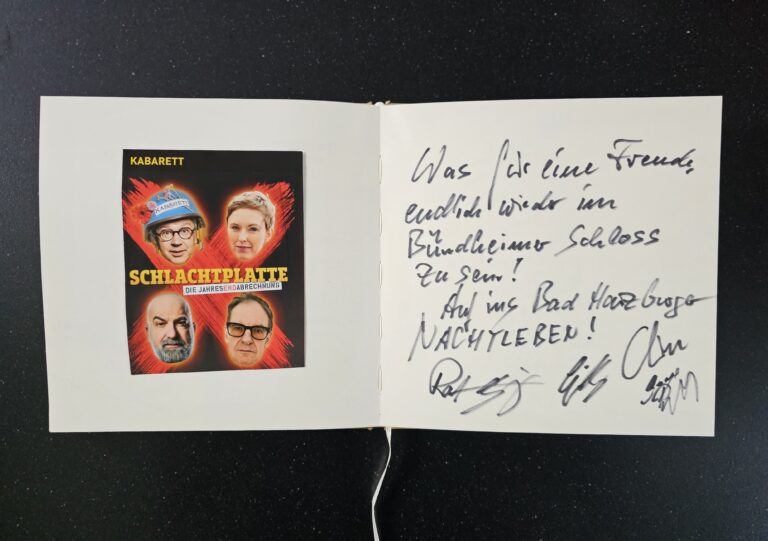 KABARETT
SCHLACHTPLATTE
DIE JAHRESENDABRECHNUNG
Was für eine Freude,
endlich wieder im
Bündheimer Schloss
zu sein!
Auf ins Bad Harzburger
NACHTLEBEN!